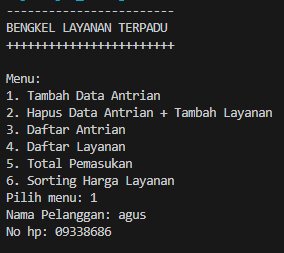 ------------------------
BENGKEL LAYANAN TERPADU
++++++++++++++++++++++++
Menu:
1. Tambah Data Antrian
2. Hapus Data Antrian + Tambah Layanan
3. Daftar Antrian
4. Daftar Layanan
5. Total Pemasukan
6. Sorting Harga Layanan
Pilih menu: 1
Nama Pelanggan: agus
No hp: 09338686